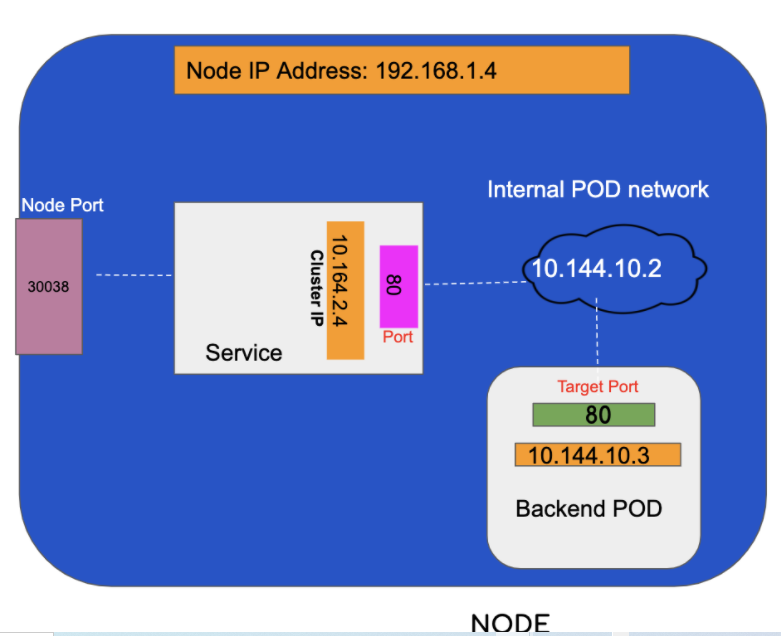 Node IP Address: 192.168.1.4
Internal POD network
Node Port
30038
10.164.2.4
Cluster IP
80
Port
Service
10.144.10.2
Target Port
80
10.144.10.3
Backend POD
NODE